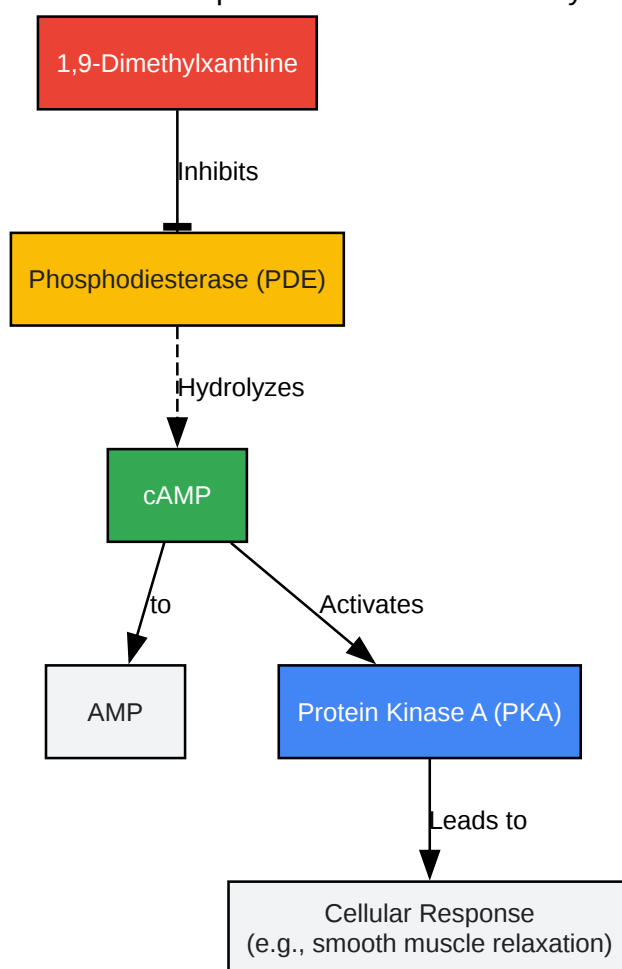 1,9-Dimethylxanthine
Inhibits
Phosphodiesterase (PDE)
Hydrolyzes
cAMP
to
Activates
AMP
Protein Kinase A (PKA)
Leads to
Cellular Response
(e.g., smooth muscle relaxation)